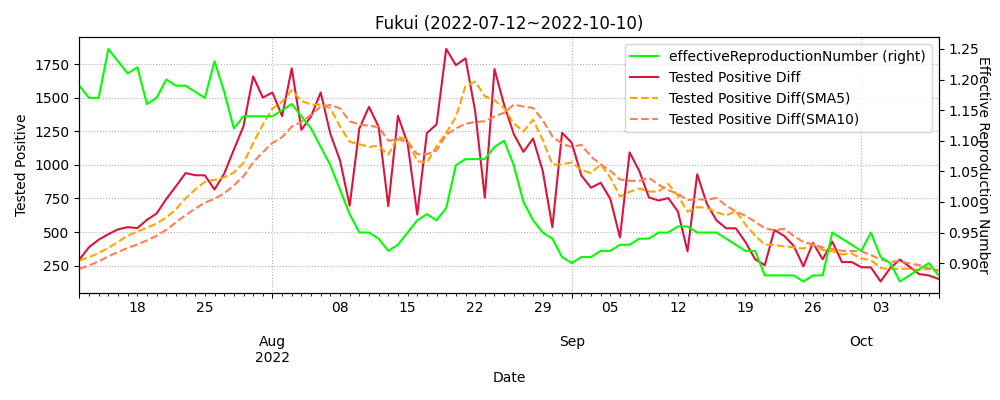 Fukui (2022-07-12~2022-10-10)
effectiveReproductionNumber (right)
Tested Positive Diff
Tested Positive Diff(SMA5)
Tested Positive Diff(SMA10)
Tested Positive
1750
1500
1250
1000
750
500
250
1.25
1.20
1.15
1.10
1.05
1.00
0.95
0.90
Effective Reproduction Number
18 25 08 15 22 29 05 12 19 26 03
Aug Sep Oct
2022
Date